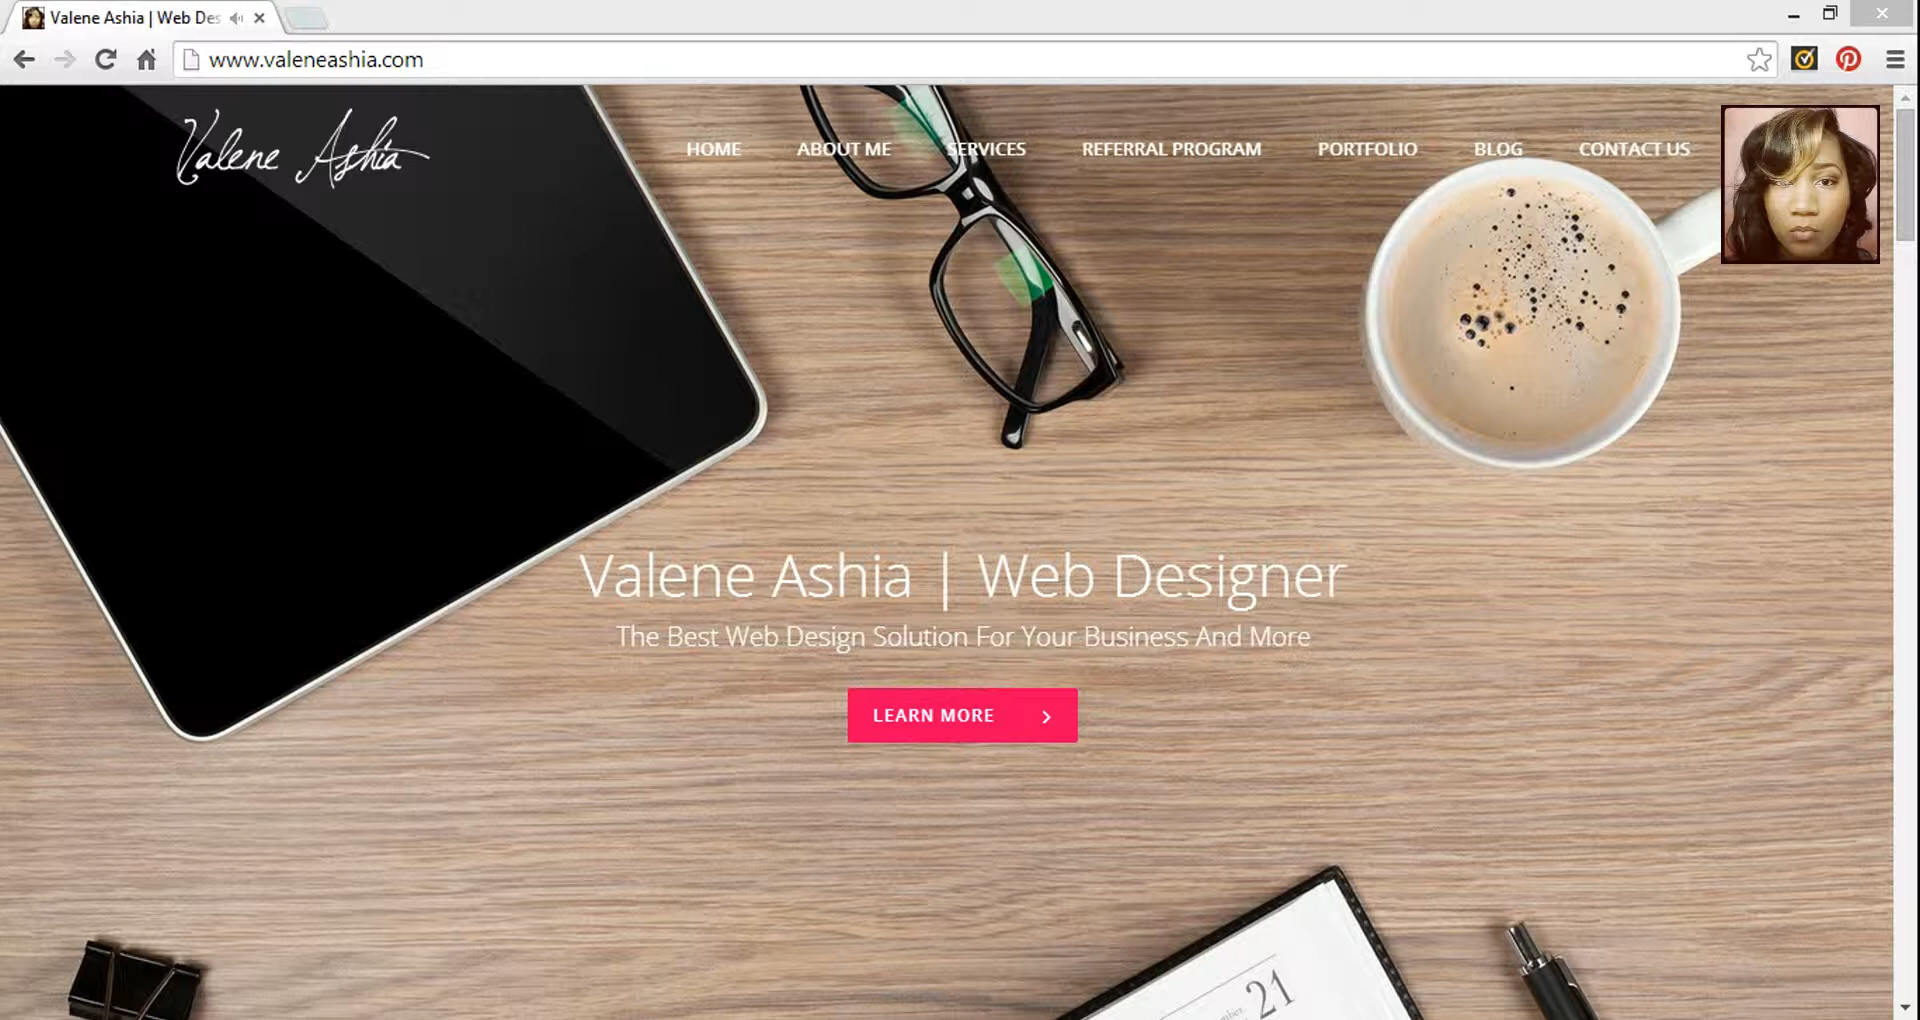 Valene Ashia | Web Des
www.valeneashia.com
Valene Ashia
HOME ABOUT ME SERVICES REFERRAL PROGRAM PORTFOLIO BLOG CONTACT US
Valene Ashia | Web Designer
The Best Web Design Solution For Your Business And More
LEARN MORE
21